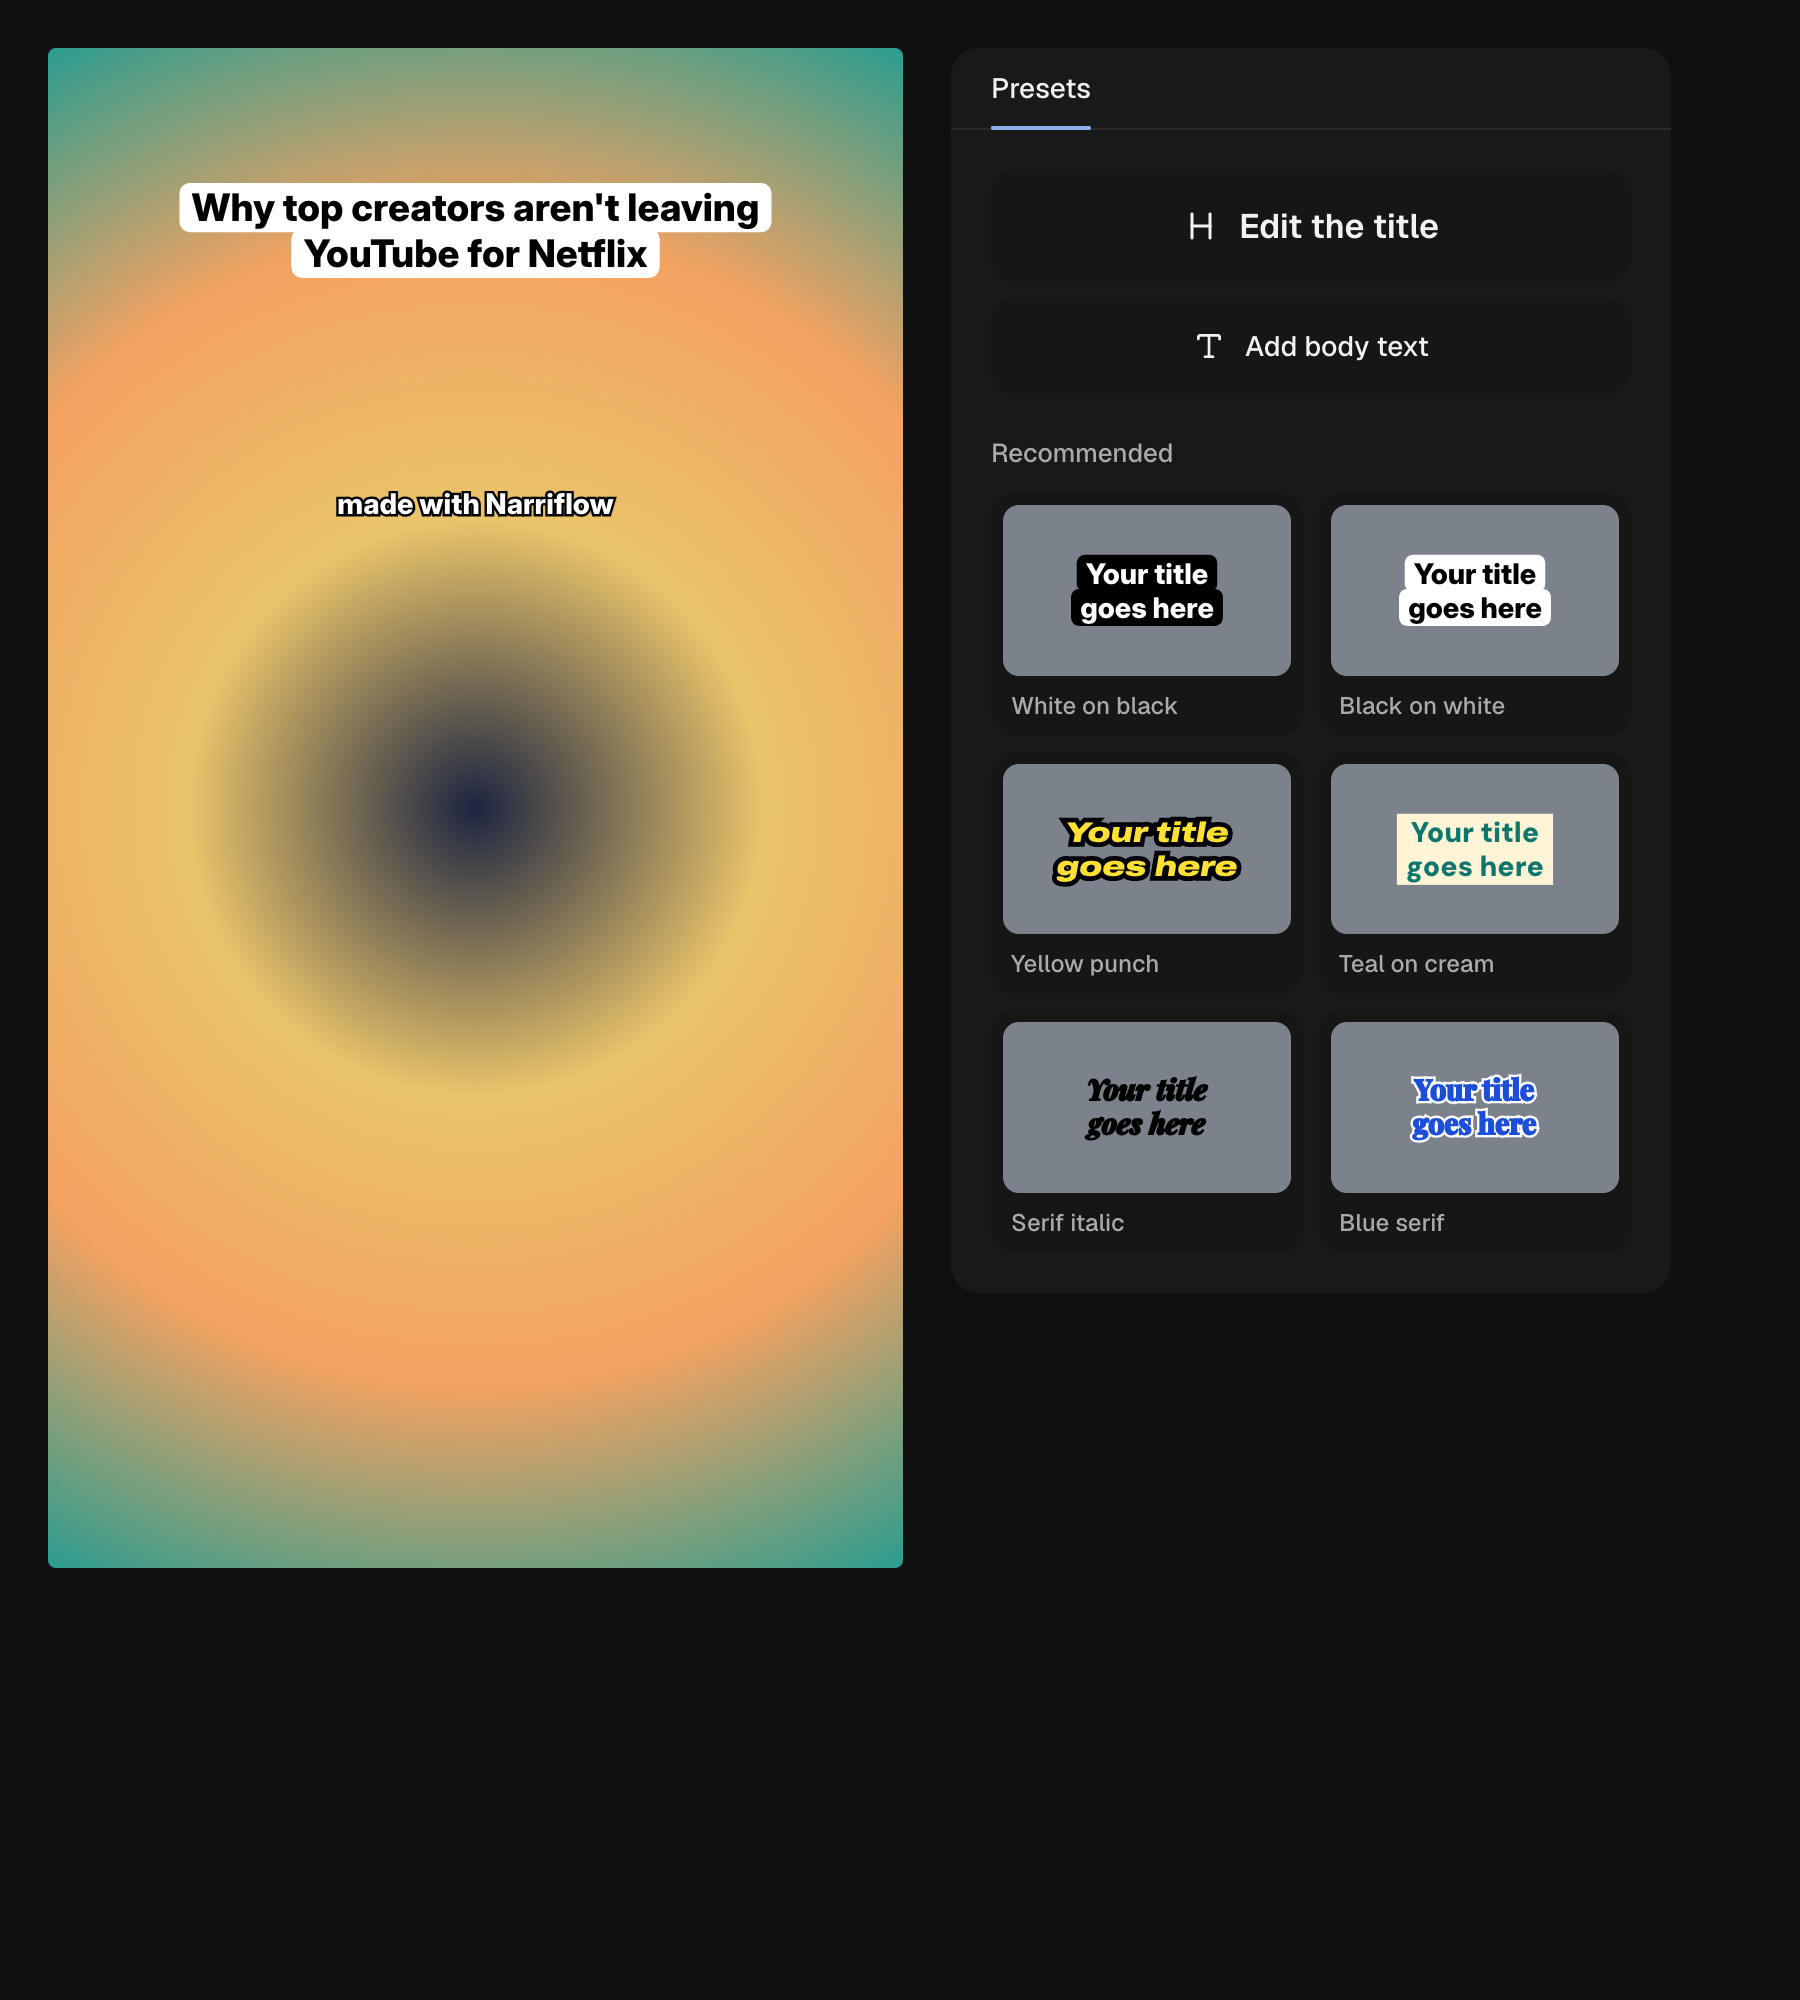 Why top creators aren't leaving
YouTube for Netflix
made with Narriflow
Presets
Edit the title
Add body text
Recommended
Your title
goes here
White on black
Your title
goes here
Black on white
Your title
goes here
Yellow punch
Your title
goes here
Teal on cream
Your title
goes here
Serif italic
Your title
goes here
Blue serif